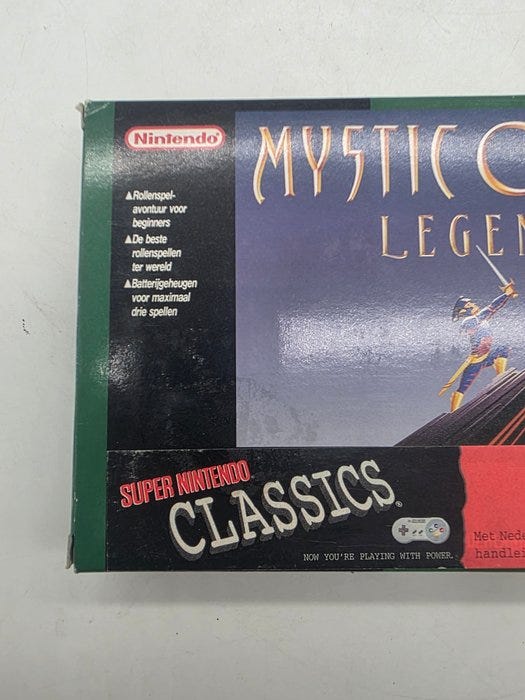 Nintendo®
MYSTIC
LEGEN
▲Rollenspel-
avontuur voor
beginners
▲De beste
rollenspellen
ter wereld
▲Batterijgeheugen
voor maximaal
drie spellen
SUPER NINTENDO
CLASSICS®
NOW YOU'RE PLAYING WITH POWER.
Met Nede
handlei